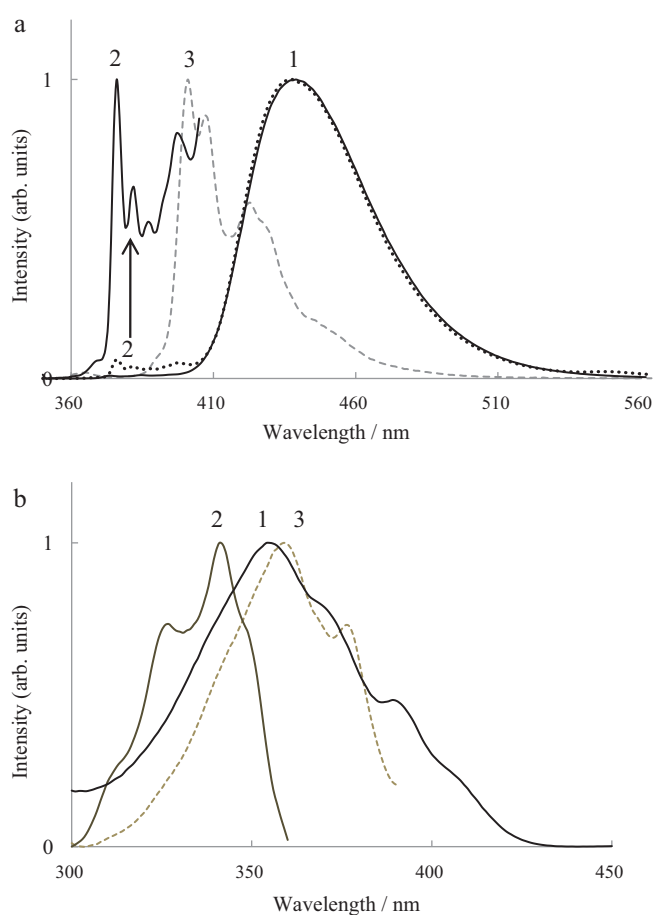 a
2 3 1
1
Intensity (arb. units)
2
0
360 410 460 510 560
Wavelength / nm
b
2 1 3
1
Intensity (arb. units)
0
300 350 400 450
Wavelength / nm